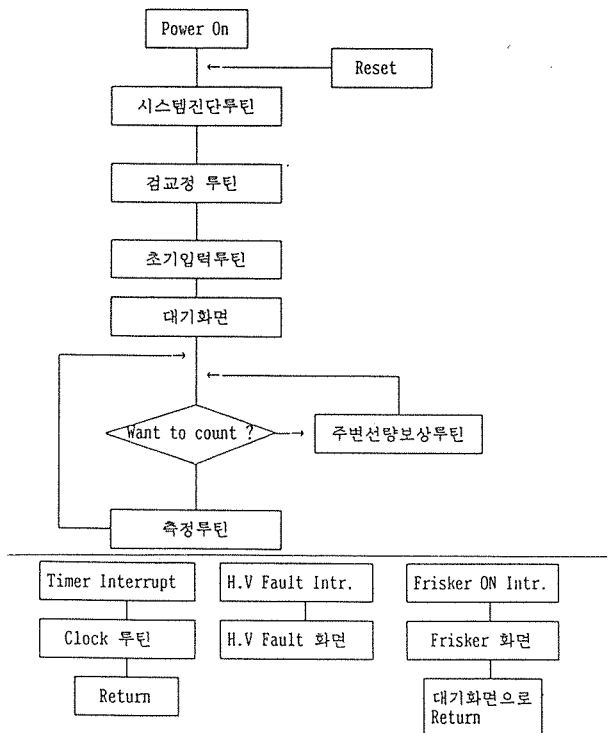 Power On
Reset
시스템진단루틴
검교정 루틴
초기입력루틴
대기화면
Want to count ?
주변선량보상루틴
측정루틴
Timer Interrupt
H.V Fault Intr.
Frisker ON Intr.
Clock 루틴
H.V Fault 화면
Frisker 화면
Return
대기화면으로
Return